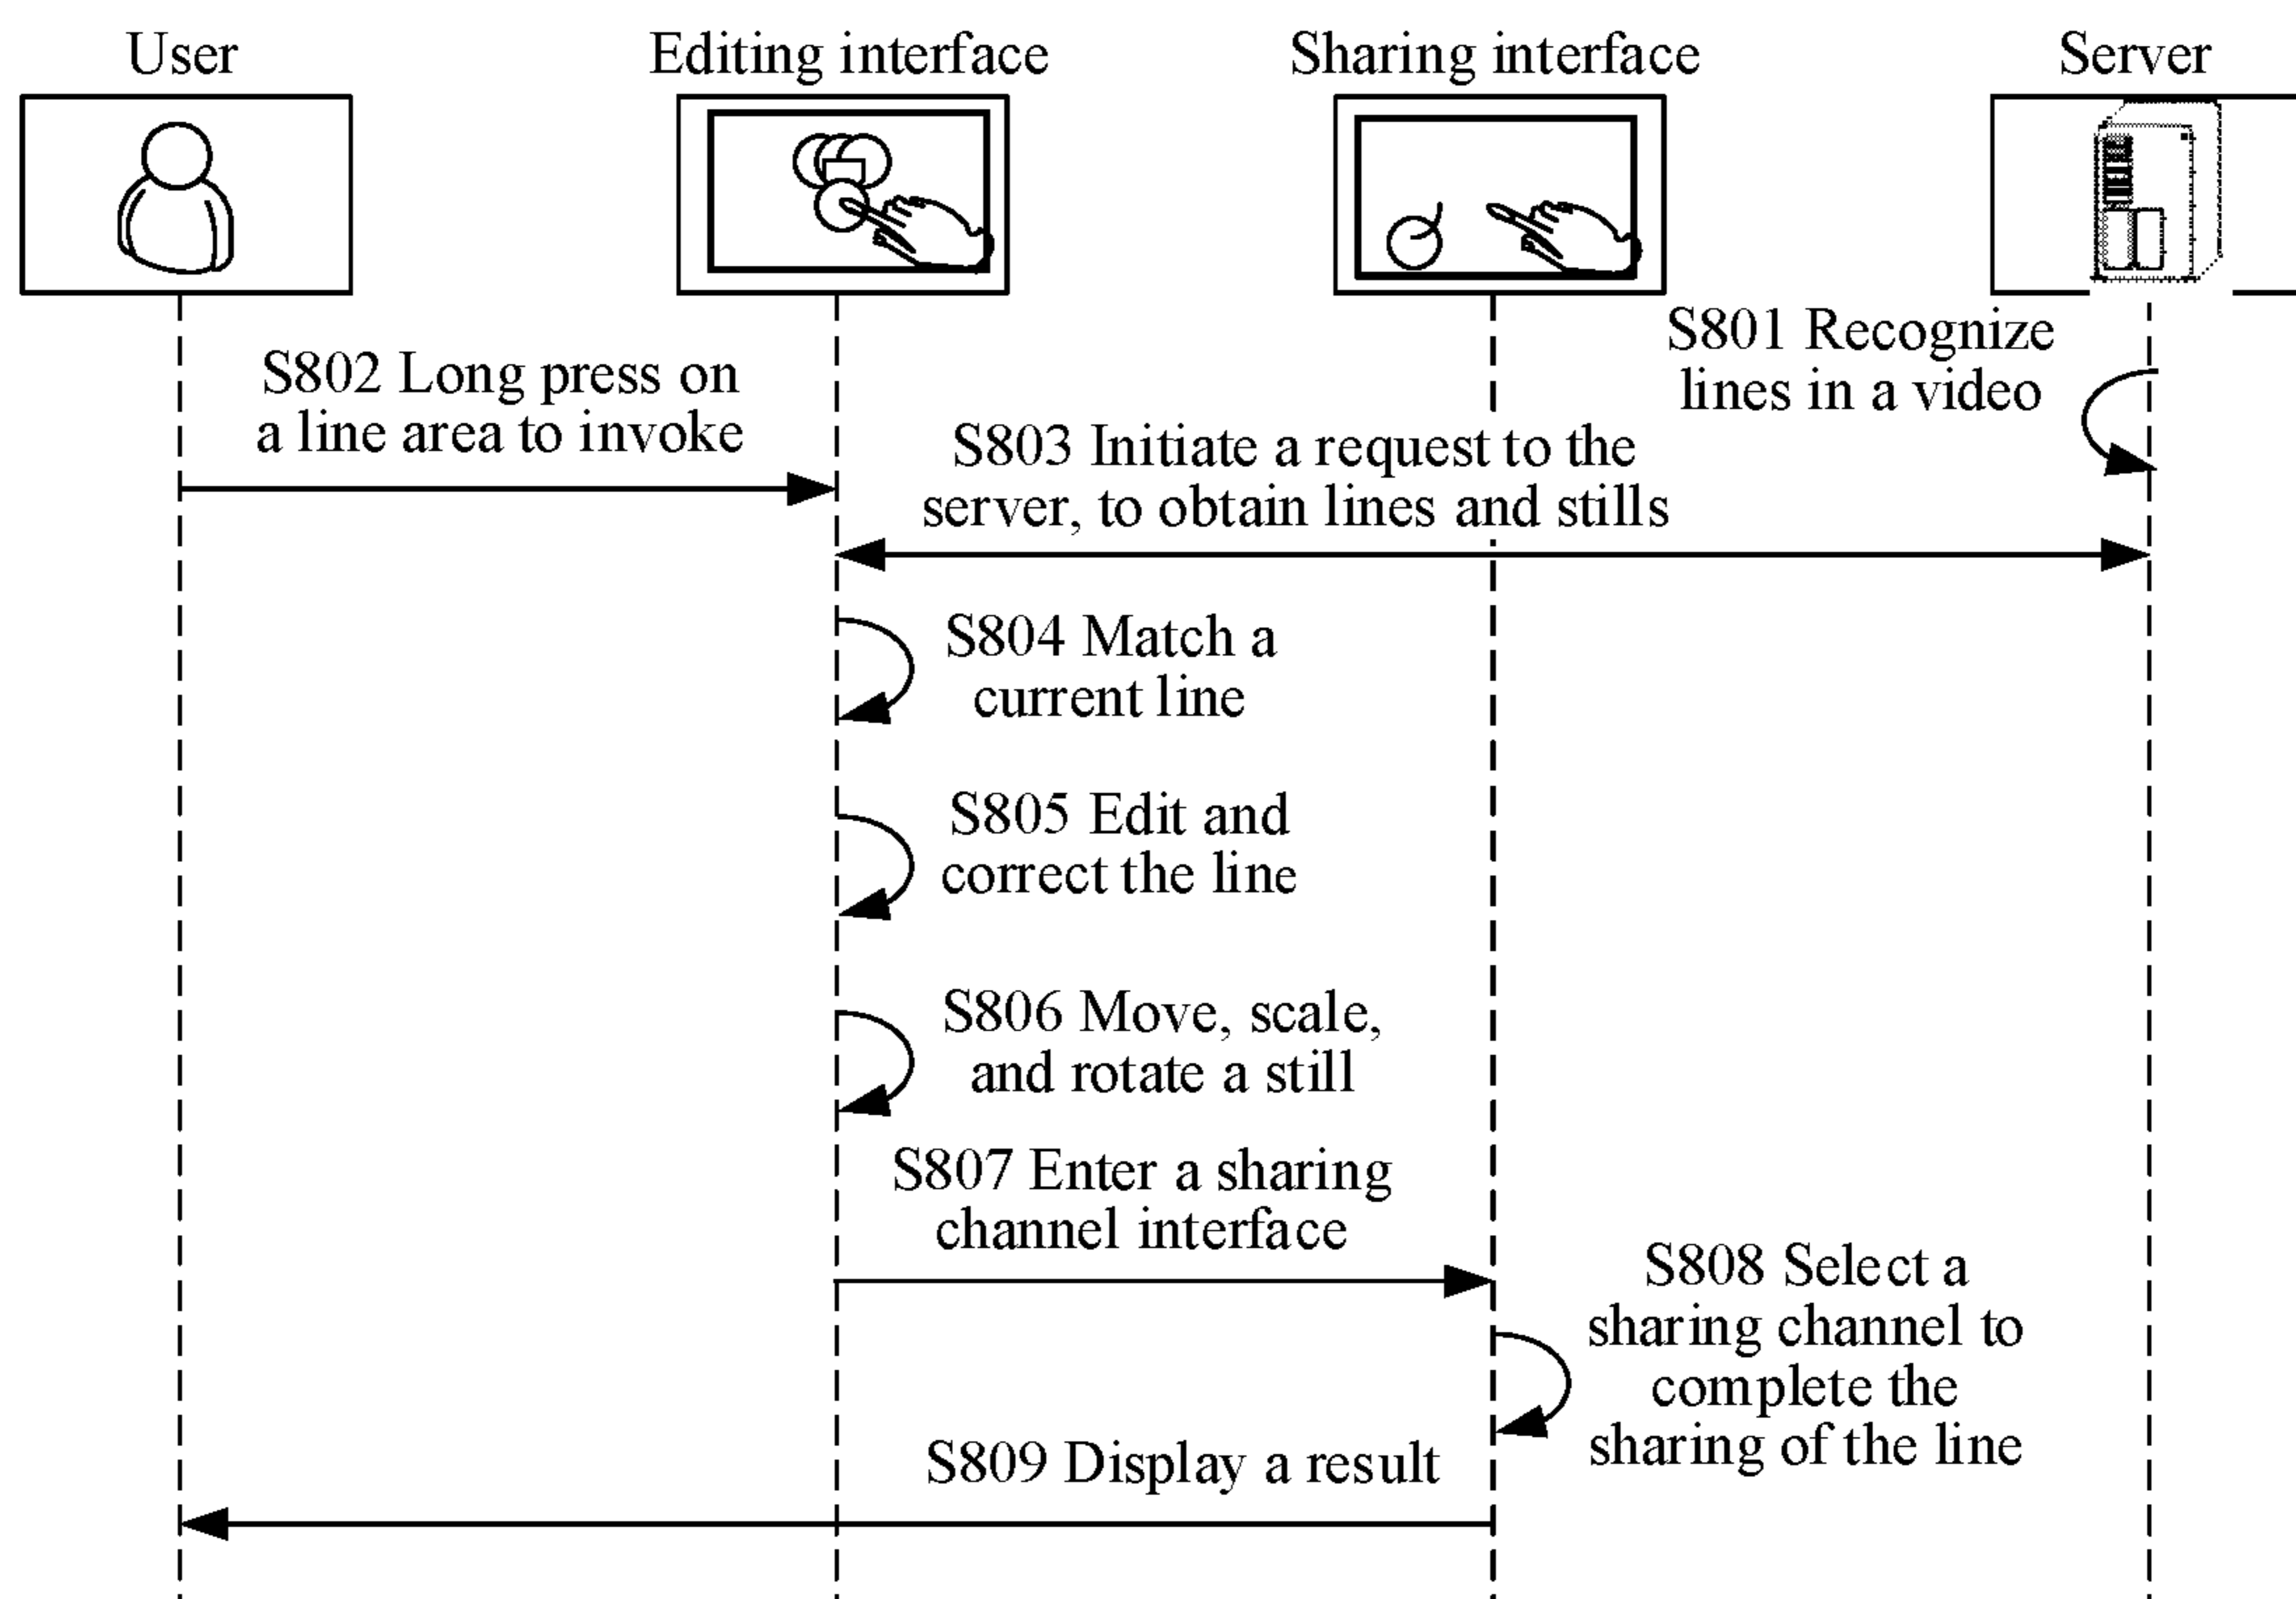 User
Editing interface
Sharing interface
Server
S801 Recognize
lines in a video
S802 Long press on
a line area to invoke
S803 Initiate a request to the
server, to obtain lines and stills
S804 Match a
current line
S805 Edit and
correct the line
S806 Move, scale,
and rotate a still
S807 Enter a sharing
channel interface
S808 Select a
sharing channel to
complete the
sharing of the line
S809 Display a result